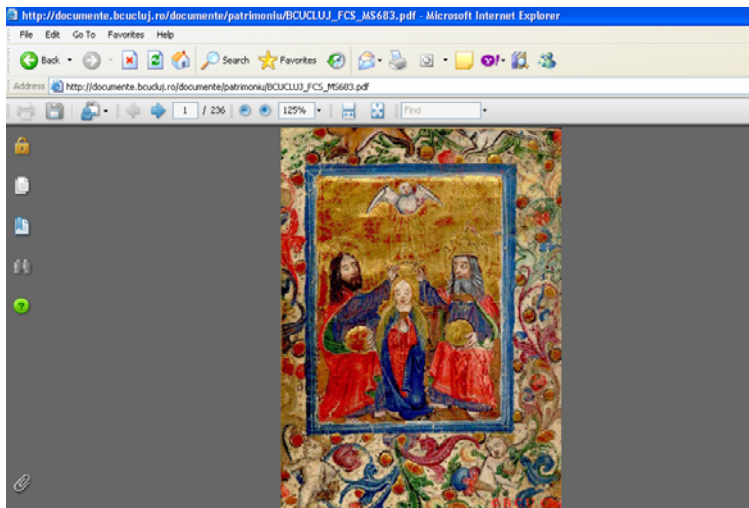 http://documente.bcucluj.ro/documente/patrimoniu/BCUCLUJ_FCS_MS683.pdf - Microsoft Internet Explorer
File Edit Go To Favorites Help
Back Search Favorites
Address http://documente.bcucluj.ro/documente/patrimoniu/BCUCLUJ_FCS_MS683.pdf
1 / 236 125% Find